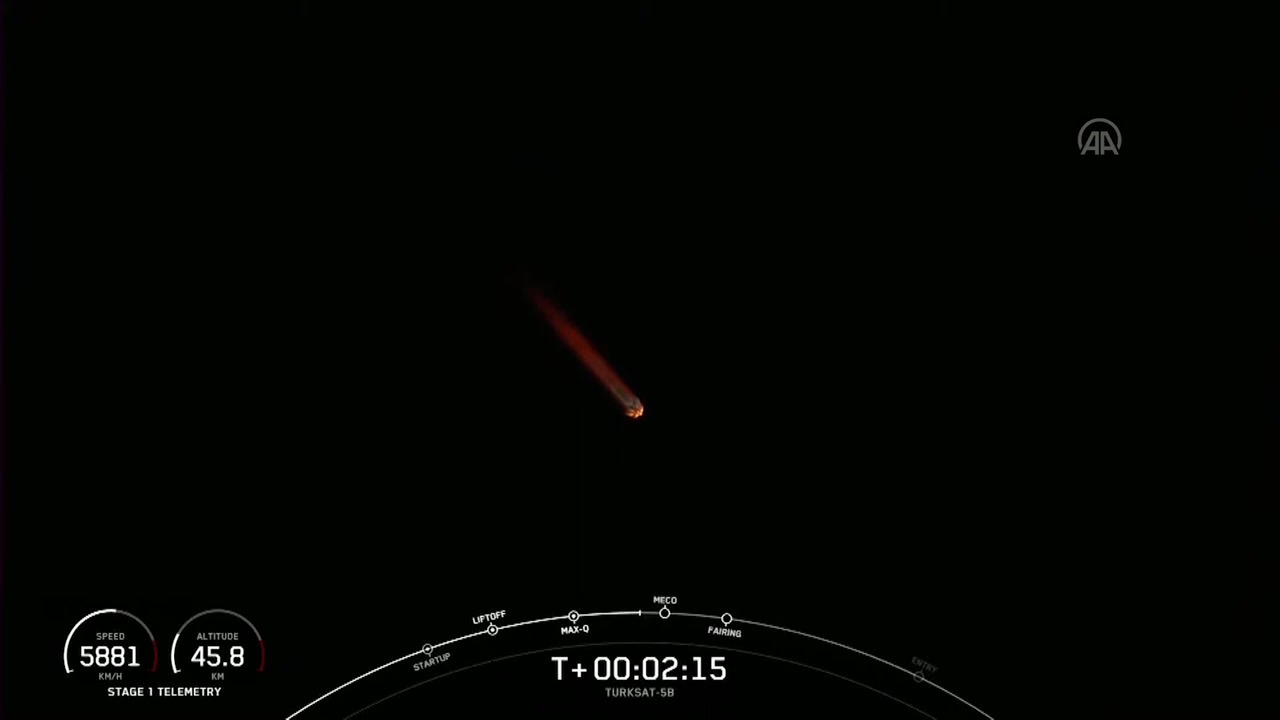 AA
SPEED
5881
KM/H
ALTITUDE
45.8
KM
STAGE 1 TELEMETRY
STARTUP
LIFTOFF
MAX-Q
MECO
FAIRING
ENTRY
T+00:02:15
TURKSAT-5B